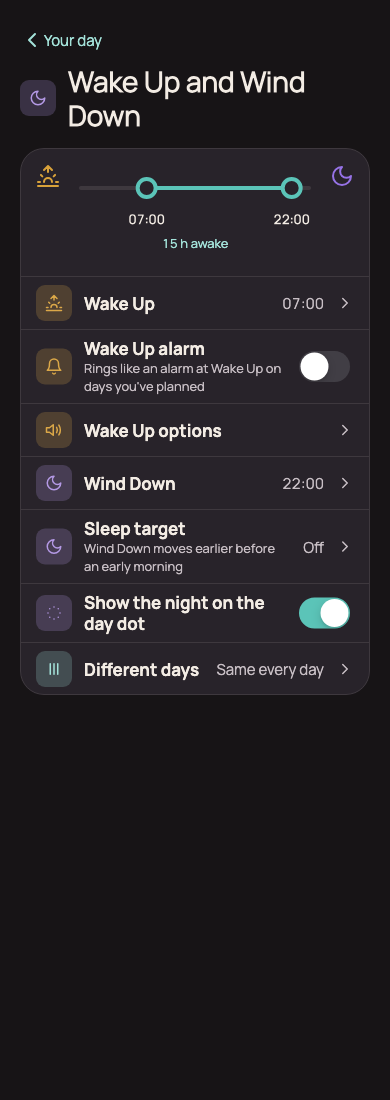 Your day
Wake Up and Wind
Down
07:00
22:00
15 h awake
Wake Up
07:00
Wake Up alarm
Rings like an alarm at Wake Up on
days you've planned
Wake Up options
Wind Down
22:00
Sleep target
Wind Down moves earlier before
an early morning
Off
Show the night on the
day dot
Different days
Same every day